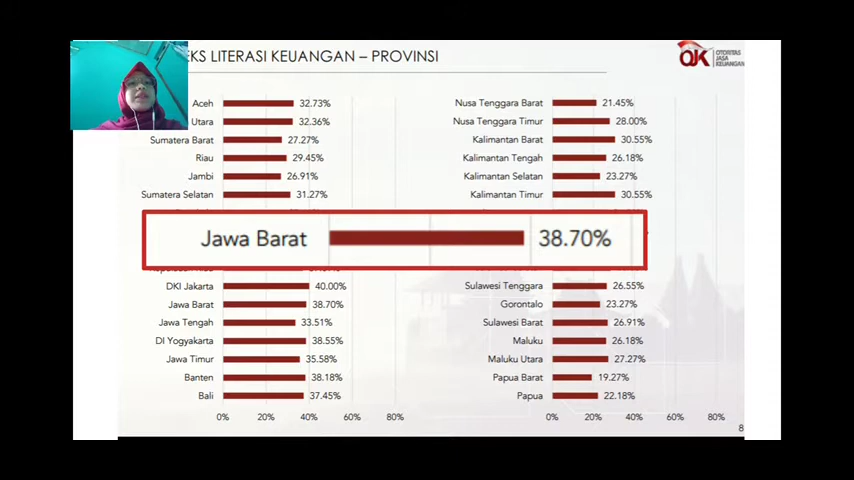 EKS LITERASI KEUANGAN – PROVINSI
OJK OTORITAS
JASA
KEUANGAN
Aceh 32.73%
Utara 32.36%
Sumatera Barat 27.27%
Riau 29.45%
Jambi 26.91%
Sumatera Selatan 31.27%
Nusa Tenggara Barat 21.45%
Nusa Tenggara Timur 28.00%
Kalimantan Barat 30.55%
Kalimantan Tengah 26.18%
Kalimantan Selatan 23.27%
Kalimantan Timur 30.55%
Jawa Barat 38.70%
DKI Jakarta 40.00%
Jawa Barat 38.70%
Jawa Tengah 33.51%
DI Yogyakarta 38.55%
Jawa Timur 35.58%
Banten 38.18%
Bali 37.45%
0% 20% 40% 60% 80%
Sulawesi Tenggara 26.55%
Gorontalo 23.27%
Sulawesi Barat 26.91%
Maluku 26.18%
Maluku Utara 27.27%
Papua Barat 19.27%
Papua 22.18%
0% 20% 40% 60% 80%
8